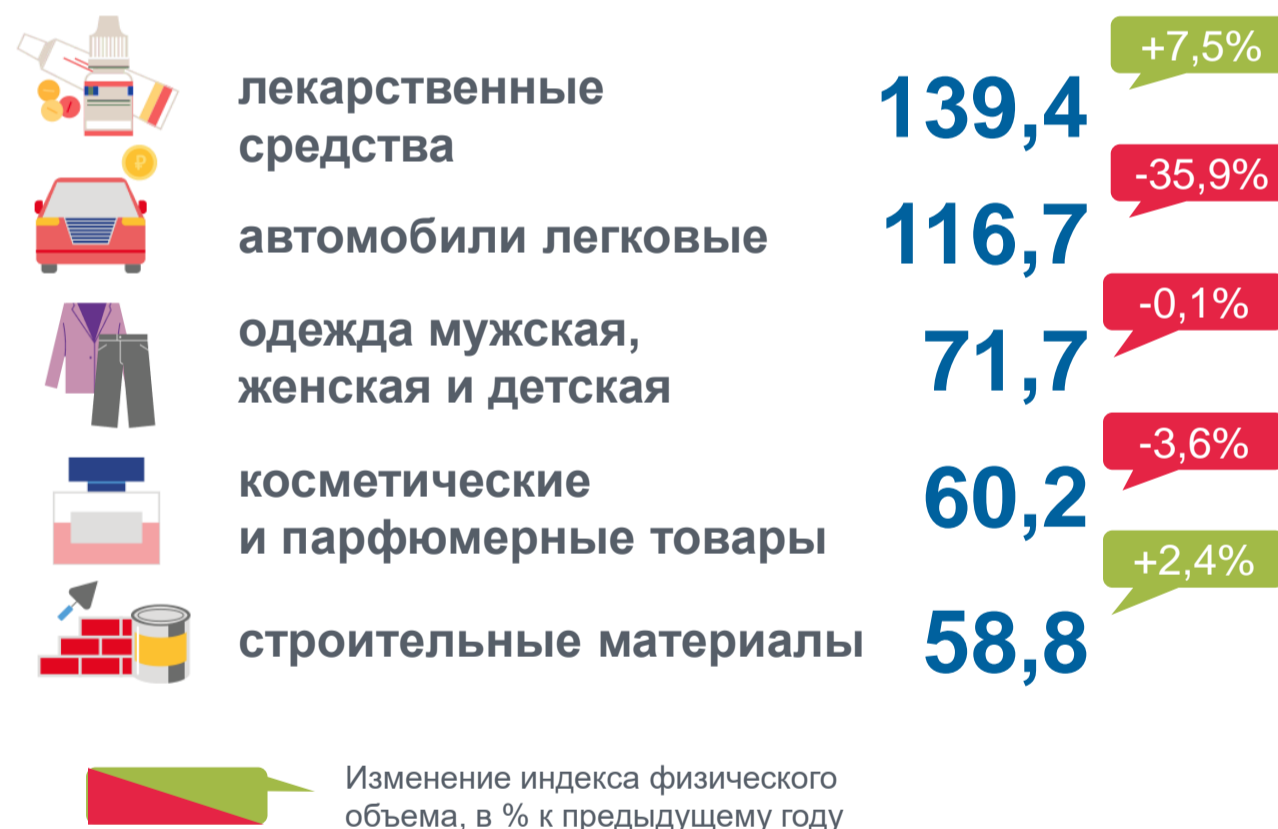 лекарственные
средства
139,4
+7,5%
автомобили легковые
116,7
-35,9%
одежда мужская,
женская и детская
71,7
-0,1%
косметические
и парфюмерные товары
60,2
-3,6%
строительные материалы
58,8
+2,4%
Изменение индекса физического
объема, в % к предыдущему году